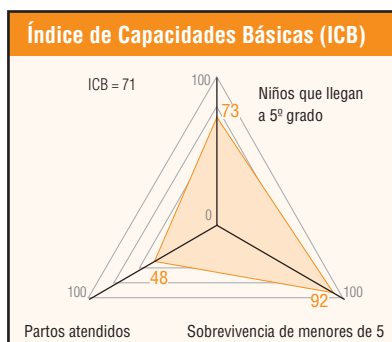 Índice de Capacidades Básicas (ICB)
ICB = 71
100
Niños que llegan
a 5º grado
73
0
48
100
100
92
Partos atendidos
Sobrevivencia de menores de 5